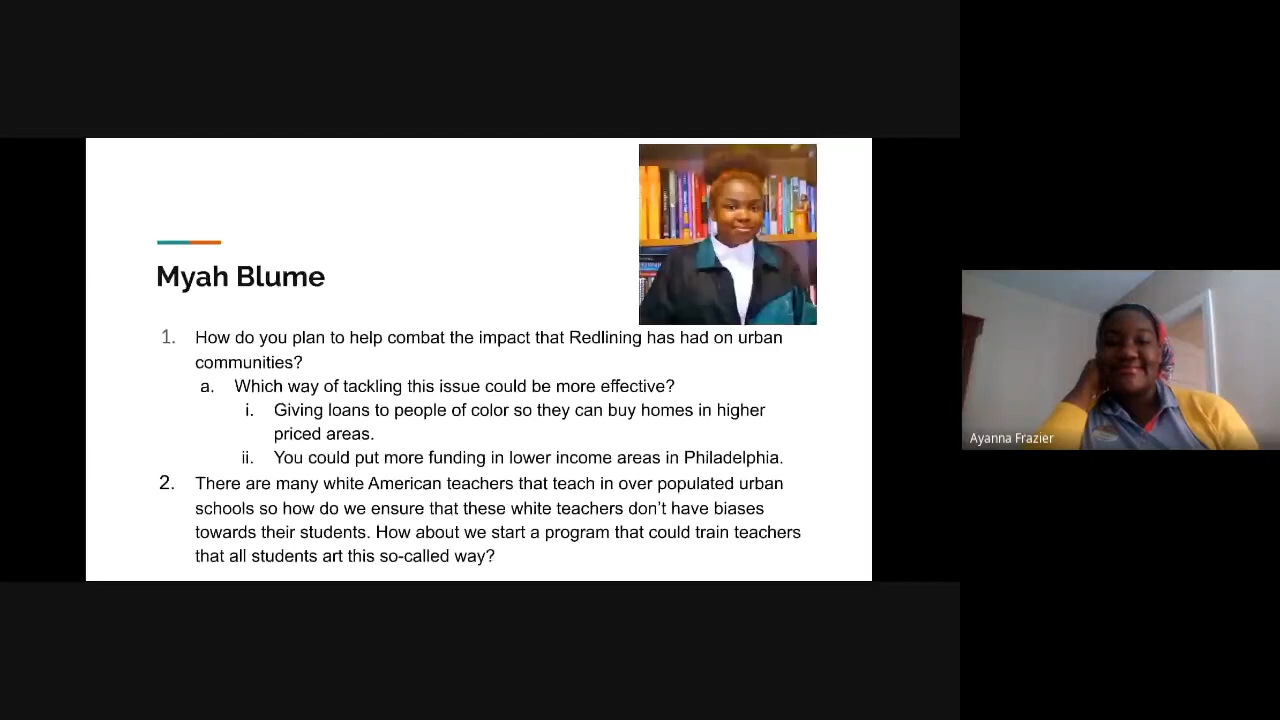 Myah Blume
1. How do you plan to help combat the impact that Redlining has had on urban
communities?
a. Which way of tackling this issue could be more effective?
i. Giving loans to people of color so they can buy homes in higher
priced areas.
ii. You could put more funding in lower income areas in Philadelphia.
2. There are many white American teachers that teach in over populated urban
schools so how do we ensure that these white teachers don’t have biases
towards their students. How about we start a program that could train teachers
that all students art this so-called way?
Ayanna Frazier